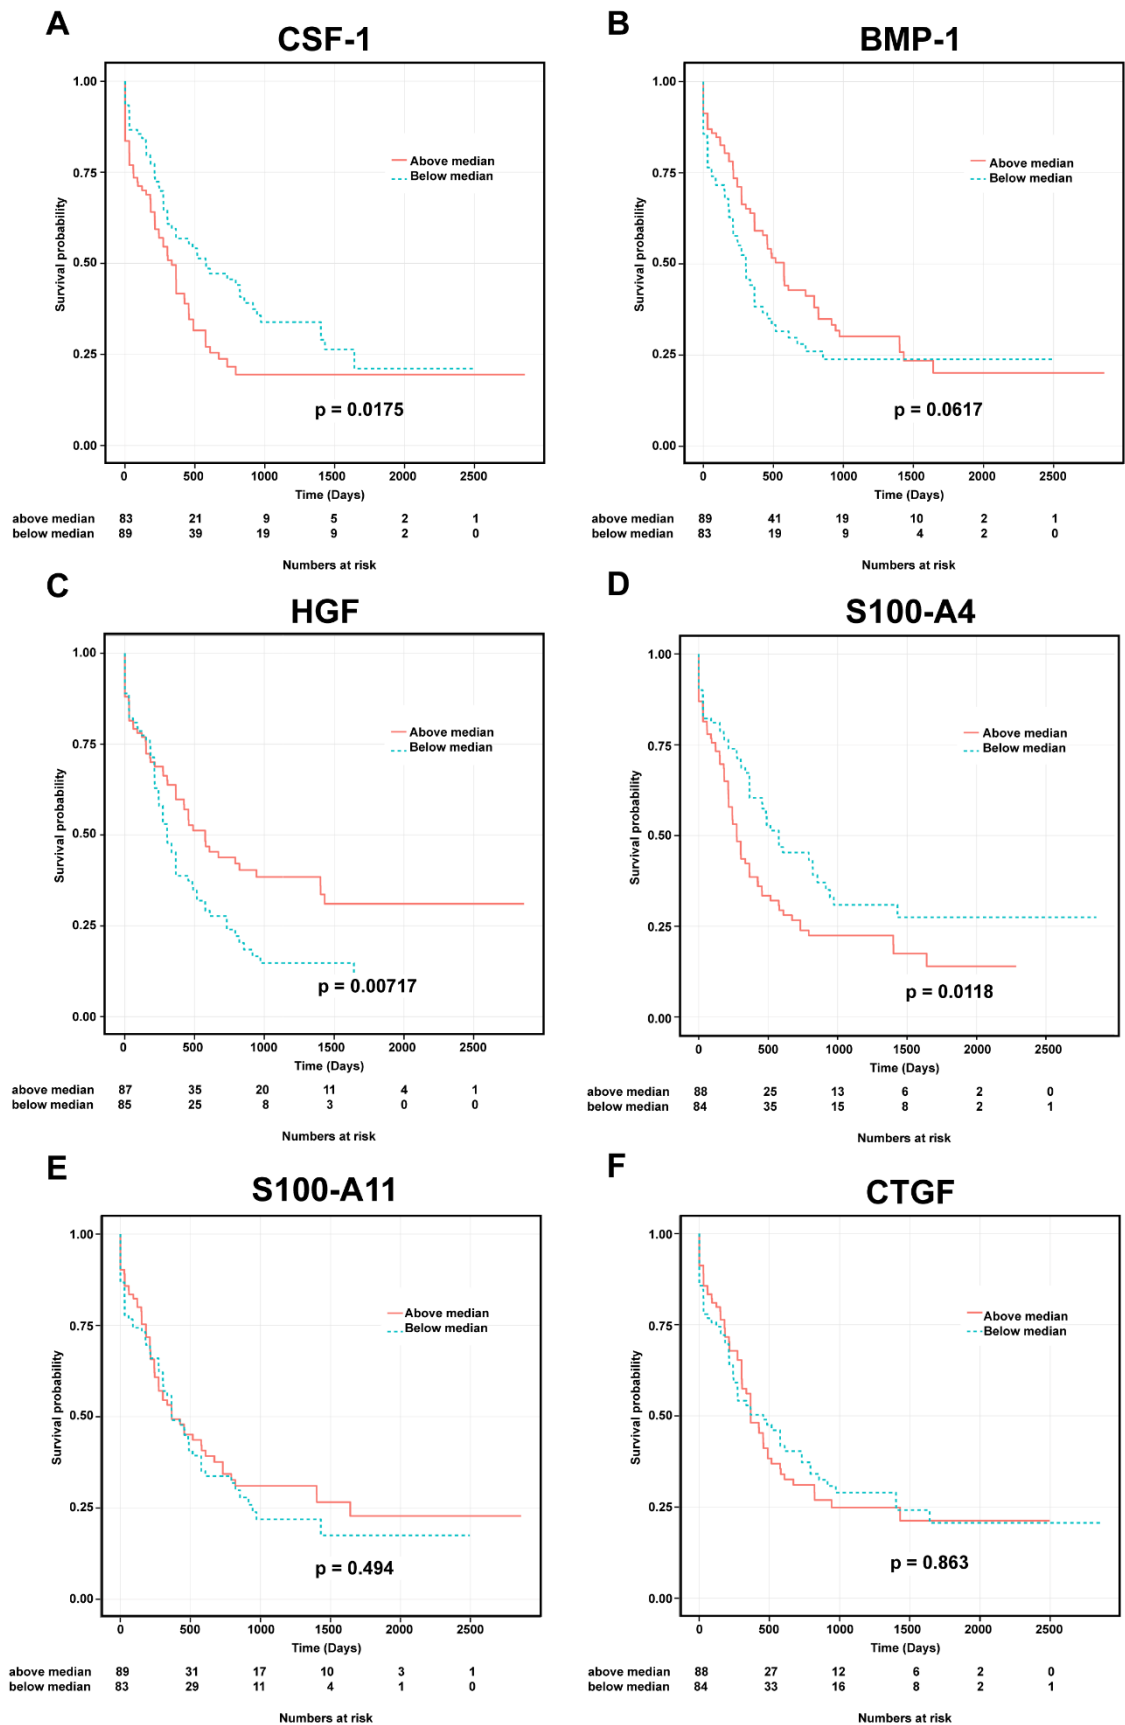 A
CSF-1
1.00
0.75
0.50
0.25
0.00
Survival probability
Above median
Below median
p = 0.0175
0 500 1000 1500 2000 2500
Time (Days)
above median 83 21 9 5 2 1
below median 89 39 19 9 2 0
Numbers at risk
B
BMP-1
1.00
0.75
0.50
0.25
0.00
Survival probability
Above median
Below median
p = 0.0617
0 500 1000 1500 2000 2500
Time (Days)
above median 89 41 19 10 2 1
below median 83 19 9 4 2 0
Numbers at risk
C
HGF
1.00
0.75
0.50
0.25
0.00
Survival probability
Above median
Below median
p = 0.00717
0 500 1000 1500 2000 2500
Time (Days)
above median 87 35 20 11 4 1
below median 85 25 8 3 0 0
Numbers at risk
D
S100-A4
1.00
0.75
0.50
0.25
0.00
Survival probability
Above median
Below median
p = 0.0118
0 500 1000 1500 2000 2500
Time (Days)
above median 88 25 13 6 2 0
below median 84 35 15 8 2 1
Numbers at risk
E
S100-A11
1.00
0.75
0.50
0.25
0.00
Survival probability
Above median
Below median
p = 0.494
0 500 1000 1500 2000 2500
Time (Days)
above median 89 31 17 10 3 1
below median 83 29 11 4 1 0
Numbers at risk
F
CTGF
1.00
0.75
0.50
0.25
0.00
Survival probability
Above median
Below median
p = 0.863
0 500 1000 1500 2000 2500
Time (Days)
above median 88 27 12 6 2 0
below median 84 33 16 8 2 1
Numbers at risk